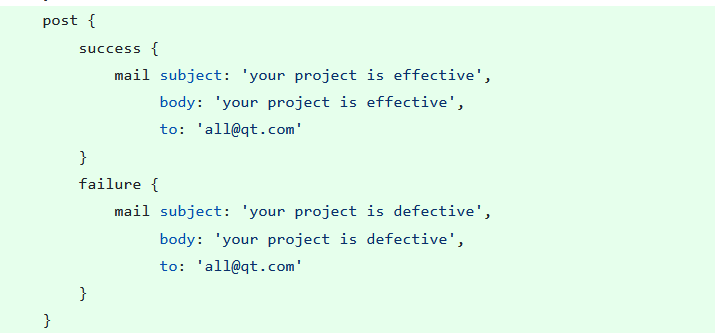 post {
success {
mail subject: 'your project is effective',
body: 'your project is effective',
to: 'all@qt.com'
}
failure {
mail subject: 'your project is defective',
body: 'your project is defective',
to: 'all@qt.com'
}
}